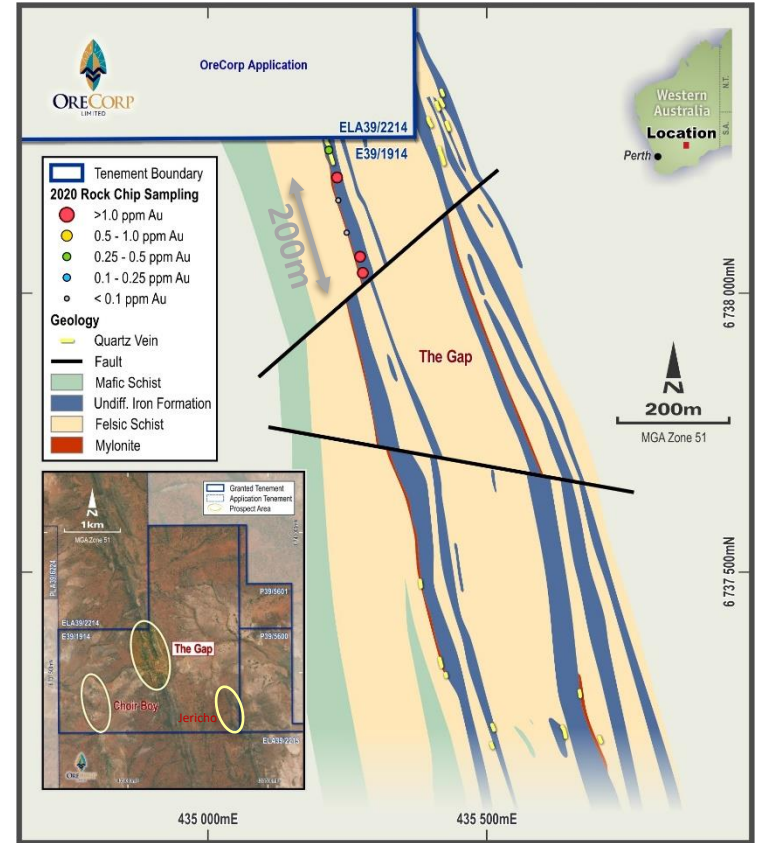 ORECORP
LIMITED
OreCorp Application
ELA39/2214
E39/1914
Western
Australia
Location
Perth
N.T.
S.A.
Tenement Boundary
2020 Rock Chip Sampling
>1.0 ppm Au
0.5 - 1.0 ppm Au
0.25 - 0.5 ppm Au
0.1 - 0.25 ppm Au
< 0.1 ppm Au
Geology
Quartz Vein
Fault
Mafic Schist
Undiff. Iron Formation
Felsic Schist
Mylonite
200m
The Gap
6 738 000mN
N
200m
MGA Zone 51
6 737 500mN
N
1km
MGA Zone 51
Granted Tenement
Application Tenement
Prospect Area
PLA39/6224
ELA39/2214
E39/1914
P39/5601
P39/5600
The Gap
Choir-Boy
Jericho
ELA39/2215
435 000mE
435 500mE